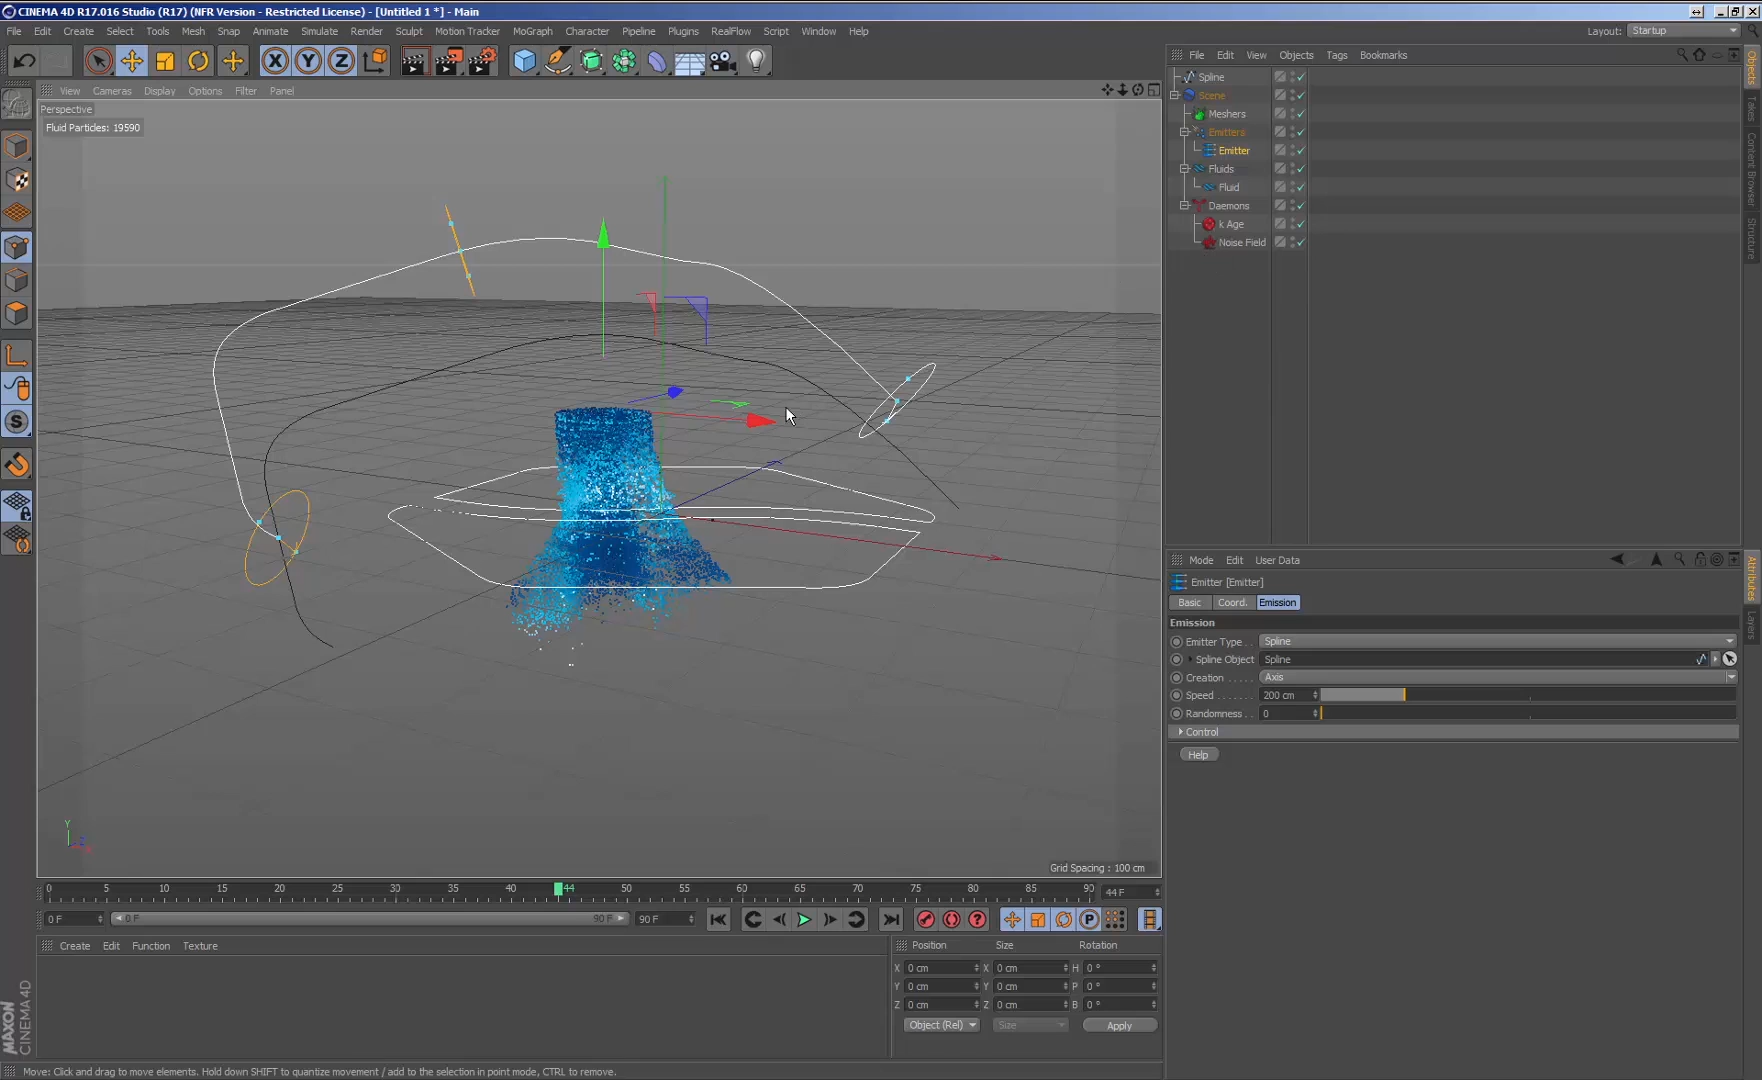 CINEMA 4D R17.016 Studio (R17) (NFR Version - Restricted License) - [Untitled 1 *] - Main
File Edit Create Select Tools Mesh Snap Animate Simulate Render Sculpt Motion Tracker MoGraph Character Pipeline Plugins RealFlow Script Window Help
Layout: Startup
View Cameras Display Options Filter Panel
Perspective
Fluid Particles: 19590
Y
X
Grid Spacing : 100 cm
File Edit View Objects Tags Bookmarks
Spline
Scene
Meshers
Emitters
Emitter
Fluids
Fluid
Daemons
k Age
Noise Field
Objects
Takes
Content Browser
Structure
Mode Edit User Data
Emitter [Emitter]
Basic Coord. Emission
Emission
Emitter Type . . Spline
Spline Object Spline
Creation . . . . . Axis
Speed . . . . . . . 200 cm
Randomness . . 0
Control
Help
Attributes
Layers
0 5 10 15 20 25 30 35 40 44 50 55 60 65 70 75 80 85 90 44 F
0 F 0 F 90 F 90 F
Create Edit Function Texture
Position Size Rotation
X 0 cm X 0 cm H 0 °
Y 0 cm Y 0 cm P 0 °
Z 0 cm Z 0 cm B 0 °
Object (Rel) Size Apply
MAXON
CINEMA 4D
Move: Click and drag to move elements. Hold down SHIFT to quantize movement / add to the selection in point mode, CTRL to remove.